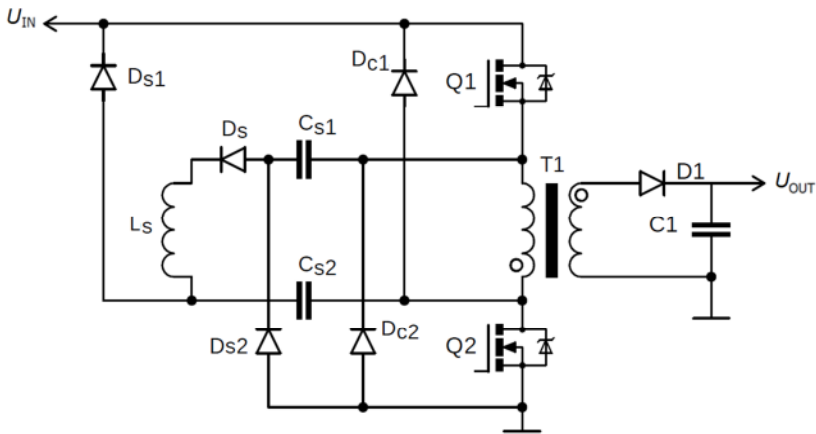 UIN
Ds1
Dc1
Q1
Ds
Cs1
T1
D1
UOUT
Ls
C1
Cs2
Ds2
Dc2
Q2